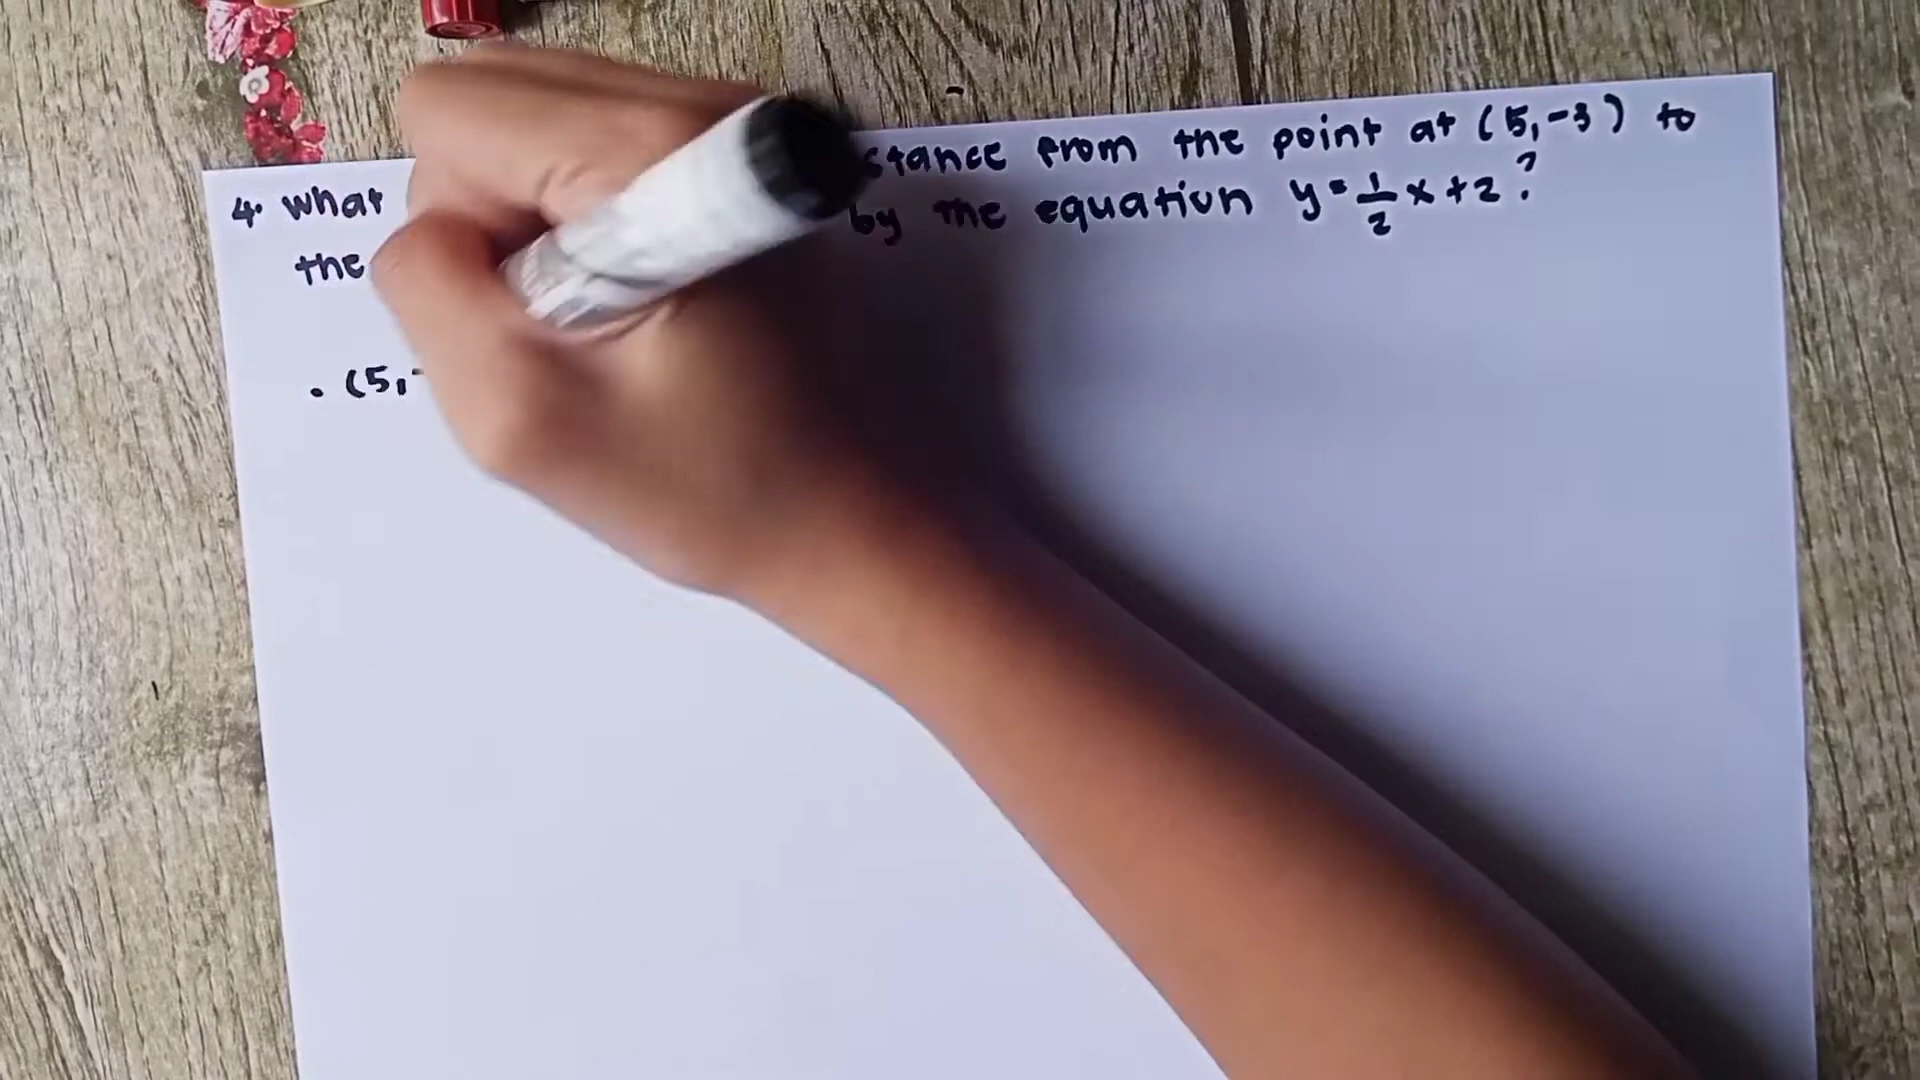 4. What stance from the point at (5,-3) to
the by the equation y = 1/2 x + 2?
. (5,-